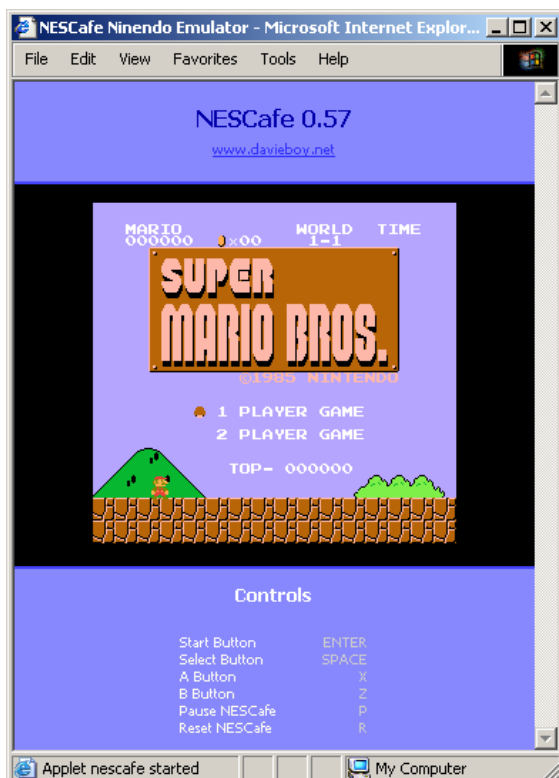 NESCafe Ninendo Emulator - Microsoft Internet Explor...
File Edit View Favorites Tools Help
NESCafe 0.57
www.davieboy.net
MARIO WORLD TIME
000000 ×00 1-1
SUPER
MARIO BROS.
©1985 NINTENDO
1 PLAYER GAME
2 PLAYER GAME
TOP- 000000
Controls
Start Button ENTER
Select Button SPACE
A Button X
B Button Z
Pause NESCafe P
Reset NESCafe R
Applet nescafe started My Computer